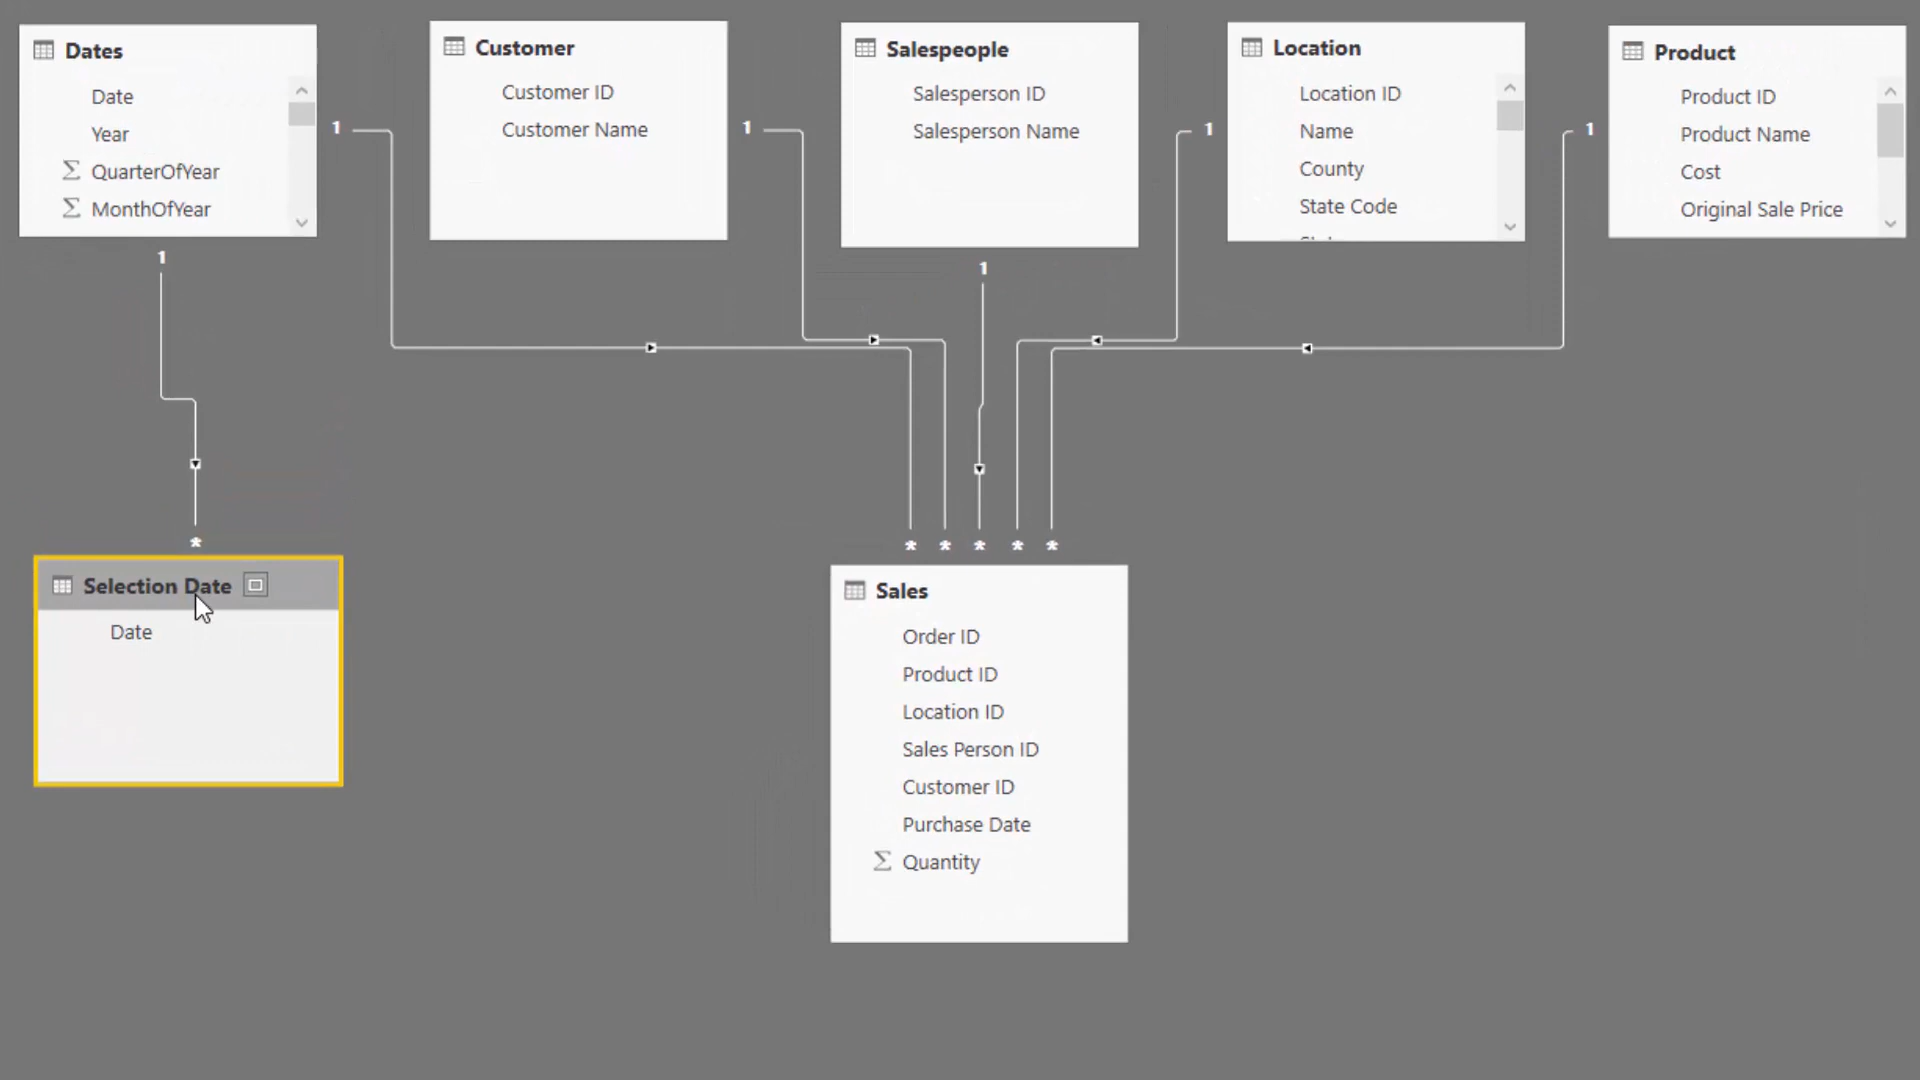 Dates
Date
Year
Σ QuarterOfYear
Σ MonthOfYear
Customer
Customer ID
Customer Name
Salespeople
Salesperson ID
Salesperson Name
Location
Location ID
Name
County
State Code
Product
Product ID
Product Name
Cost
Original Sale Price
1
1
1
1
1
1
*
* * * * *
Selection Date
Date
Sales
Order ID
Product ID
Location ID
Sales Person ID
Customer ID
Purchase Date
Σ Quantity